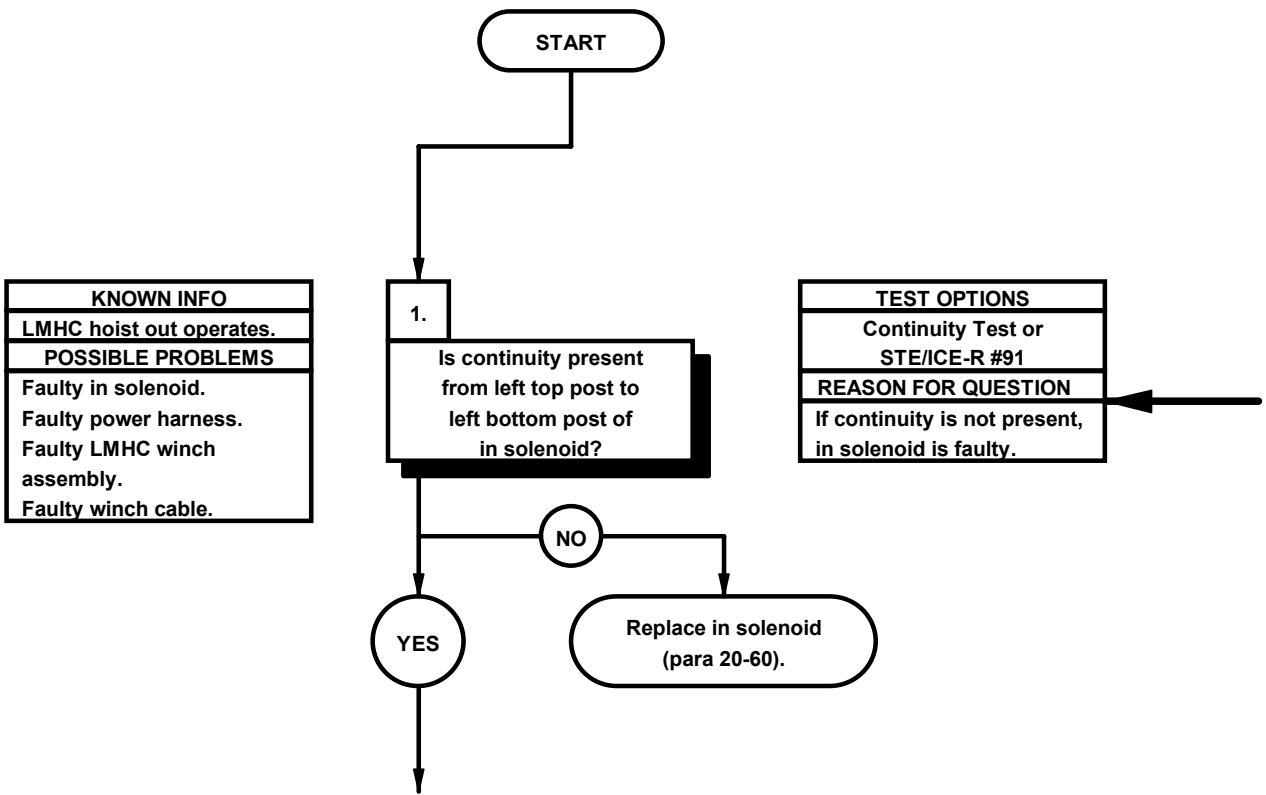 START
KNOWN INFO
LMHC hoist out operates.
POSSIBLE PROBLEMS
Faulty in solenoid.
Faulty power harness.
Faulty LMHC winch
assembly.
Faulty winch cable.
1.
Is continuity present
from left top post to
left bottom post of
in solenoid?
TEST OPTIONS
Continuity Test or
STE/ICE-R #91
REASON FOR QUESTION
If continuity is not present,
in solenoid is faulty.
NO
YES
Replace in solenoid
(para 20-60).